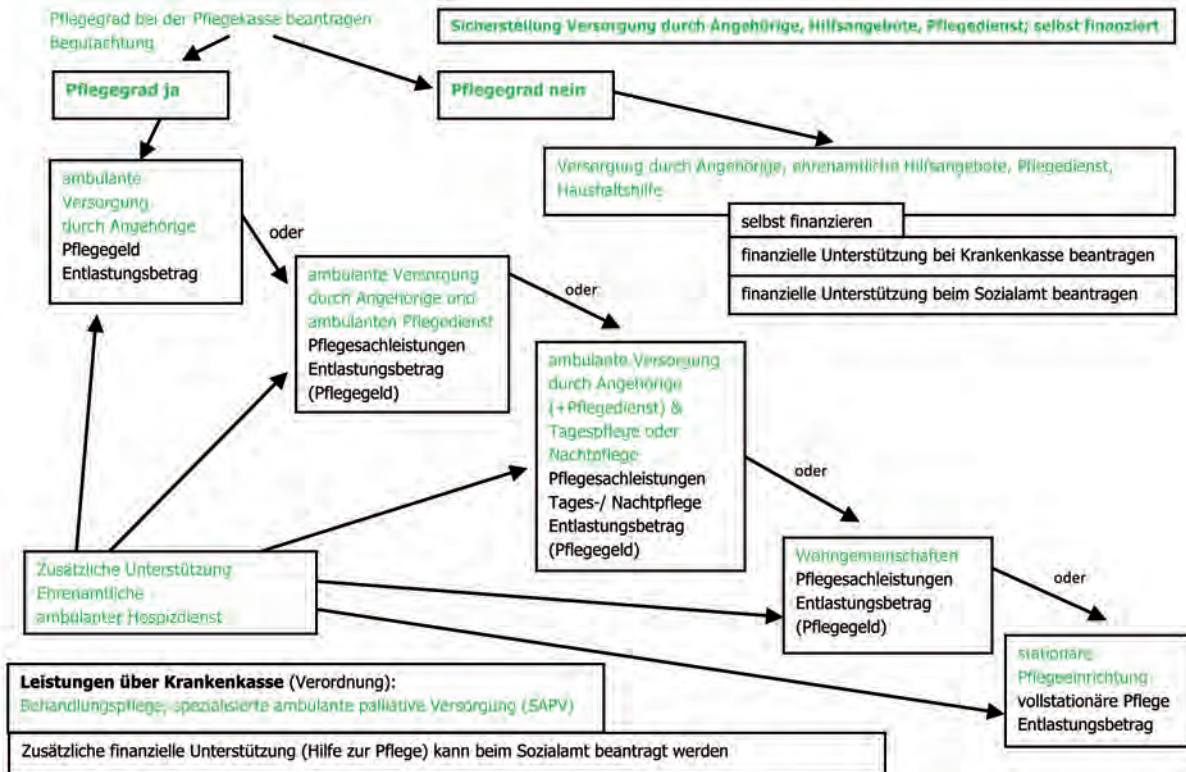 Pflegegrad bei der Pflegekasse beantragen
Begutachtung
Sicherstellung Versorgung durch Angehörige, Hilfsangebote, Pflegedienst; selbst finanziert
Pflegegrad ja
Pflegegrad nein
Versorgung durch Angehörige, ehrenamtliche Hilfsangebote, Pflegedienst,
Haushaltshilfe
selbst finanzieren
finanzielle Unterstützung bei Krankenkasse beantragen
finanzielle Unterstützung beim Sozialamt beantragen
ambulante
Versorgung
durch Angehörige
Pflegegeld
Entlastungsbetrag
oder
ambulante Versorgung
durch Angehörige und
ambulanten Pflegedienst
Pflegesachleistungen
Entlastungsbetrag
(Pflegegeld)
oder
ambulante Versorgung
durch Angehörige
(+Pflegedienst) &
Tagespflege oder
Nachtpflege
Pflegesachleistungen
Tages-/ Nachtpflege
Entlastungsbetrag
(Pflegegeld)
oder
Wohngemeinschaften
Pflegesachleistungen
Entlastungsbetrag
(Pflegegeld)
oder
stationäre
Pflegeeinrichtung
vollstationäre Pflege
Entlastungsbetrag
Zusätzliche Unterstützung
Ehrenamtliche
ambulanter Hospizdienst
Leistungen über Krankenkasse (Verordnung):
Behandlungspflege, spezialisierte ambulante palliative Versorgung (SAPV)
Zusätzliche finanzielle Unterstützung (Hilfe zur Pflege) kann beim Sozialamt beantragt werden